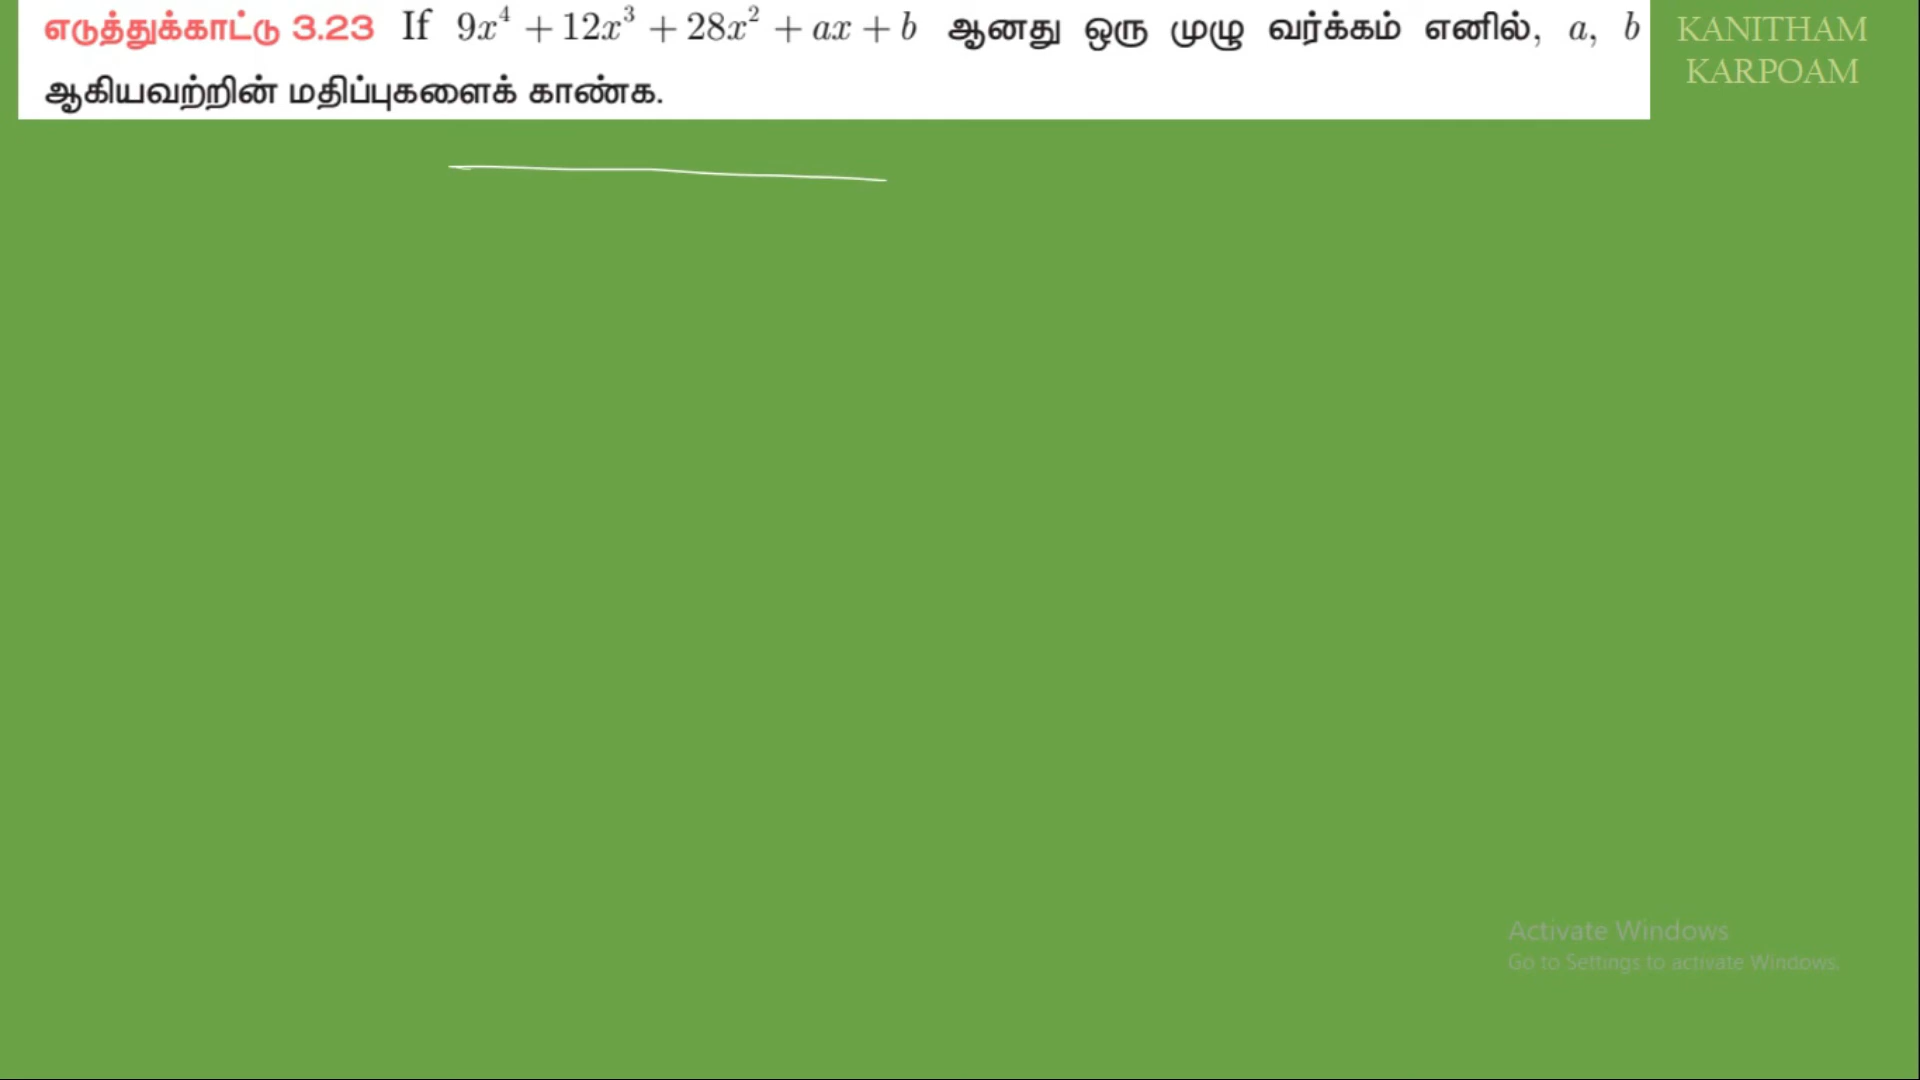 எடுத்துக்காட்டு 3.23 If 9x⁴ + 12x³ + 28x² + ax + b ஆனது ஒரு முழு வர்க்கம் எனில், a, b
ஆகியவற்றின் மதிப்புகளைக் காண்க.
KANITHAM
KARPOAM
Activate Windows
Go to Settings to activate Windows.